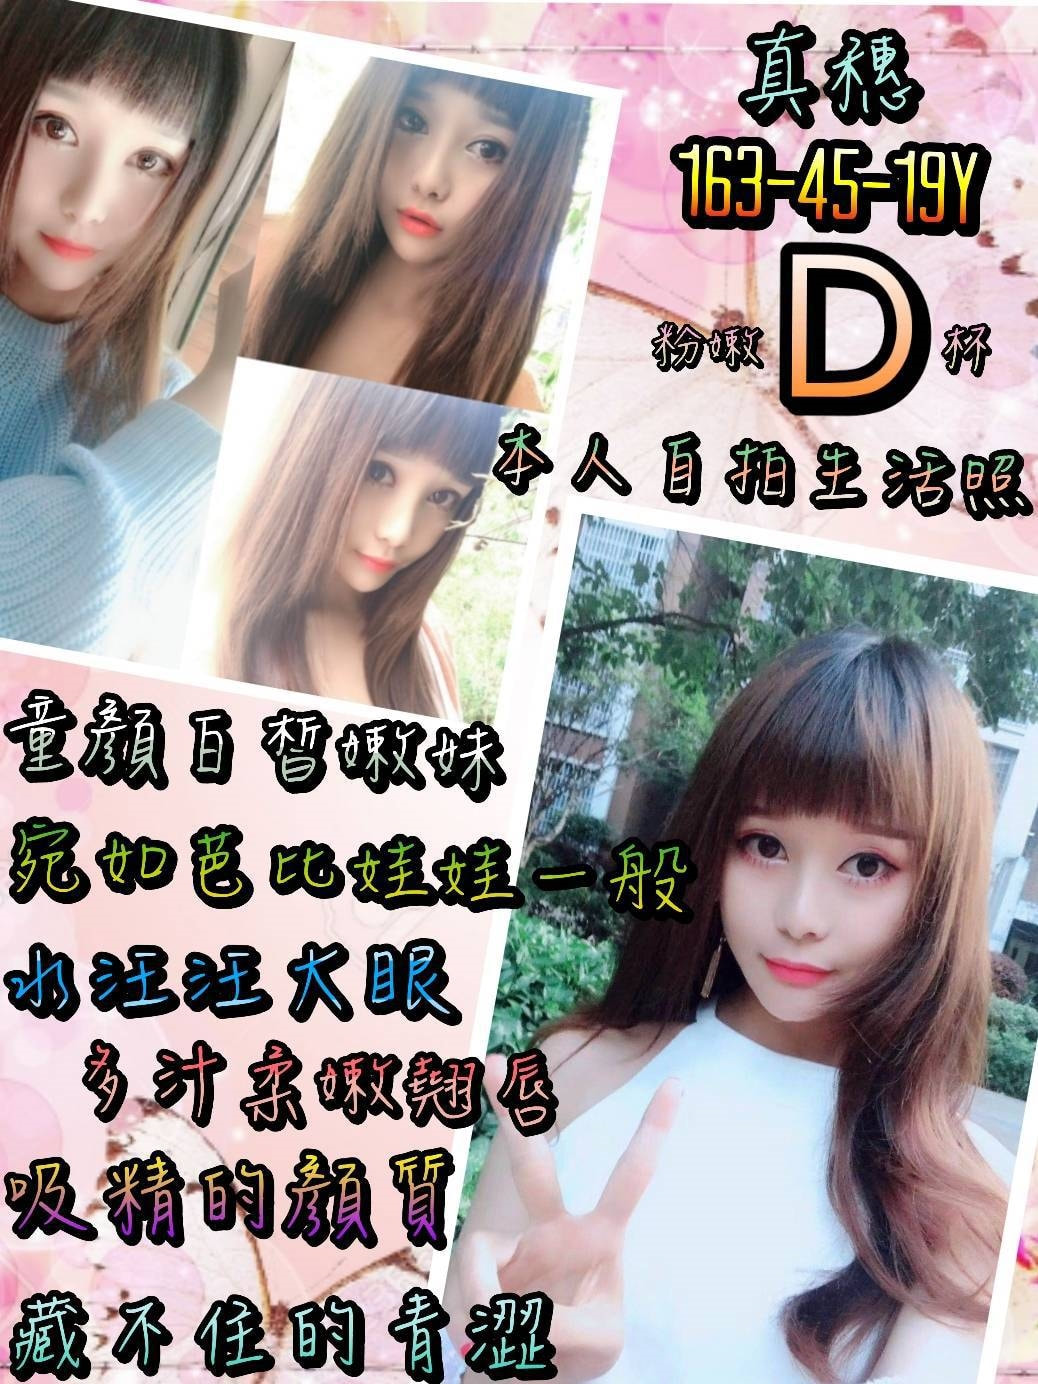 真穗
163-45-19Y
粉嫩D杯
本人自拍生活照
童顏白皙嫩妹
宛如芭比娃娃一般
水汪汪大眼
多汁柔嫩翹唇
吸精的顏質
藏不住的青澀